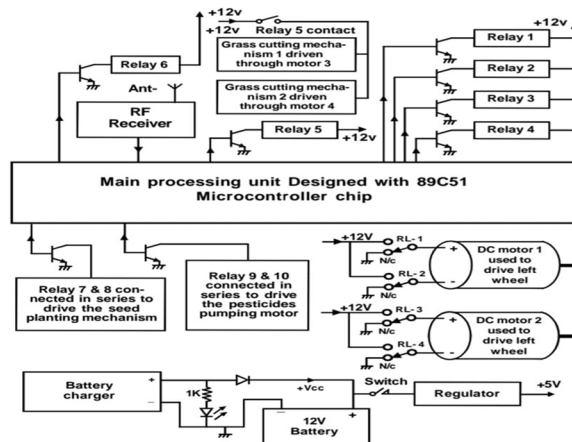 +12v
+12v
Relay 5 contact
+12v
Relay 6
Grass cutting mecha-
nism 1 driven
through motor 3
Grass cutting mecha-
nism 2 driven
through motor 4
Ant-
RF
Receiver
Relay 5
+12v
+12v
Relay 1
Relay 2
Relay 3
Relay 4
Main processing unit Designed with 89C51
Microcontroller chip
Relay 7 & 8 con-
nected in series to
drive the seed
planting mechanism
Relay 9 & 10
connected in
series to drive
the pesticides
pumping motor
+12V
RL-1
N/c
RL-2
N/c
+
-
DC motor 1
used to
drive left
wheel
+12V
RL-3
N/c
RL-4
N/c
+
-
DC motor 2
used to
drive left
wheel
Battery
charger
+
–
1K
+Vcc
–
+
12V
Battery
Switch
Regulator
+5V